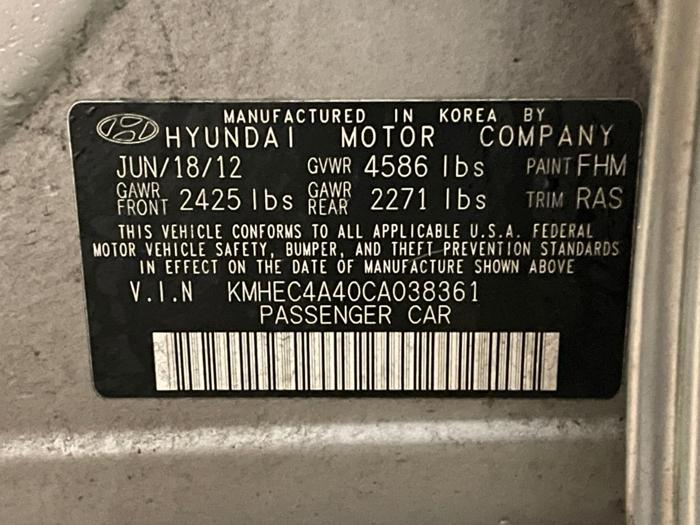 MANUFACTURED IN KOREA BY
HYUNDAI MOTOR COMPANY
JUN/18/12 GVWR 4586 lbs PAINT FHM
GAWR FRONT 2425 lbs GAWR REAR 2271 lbs TRIM RAS
THIS VEHICLE CONFORMS TO ALL APPLICABLE U.S.A. FEDERAL
MOTOR VEHICLE SAFETY, BUMPER, AND THEFT PREVENTION STANDARDS
IN EFFECT ON THE DATE OF MANUFACTURE SHOWN ABOVE
V.I.N KMHEC4A40CA038361
PASSENGER CAR